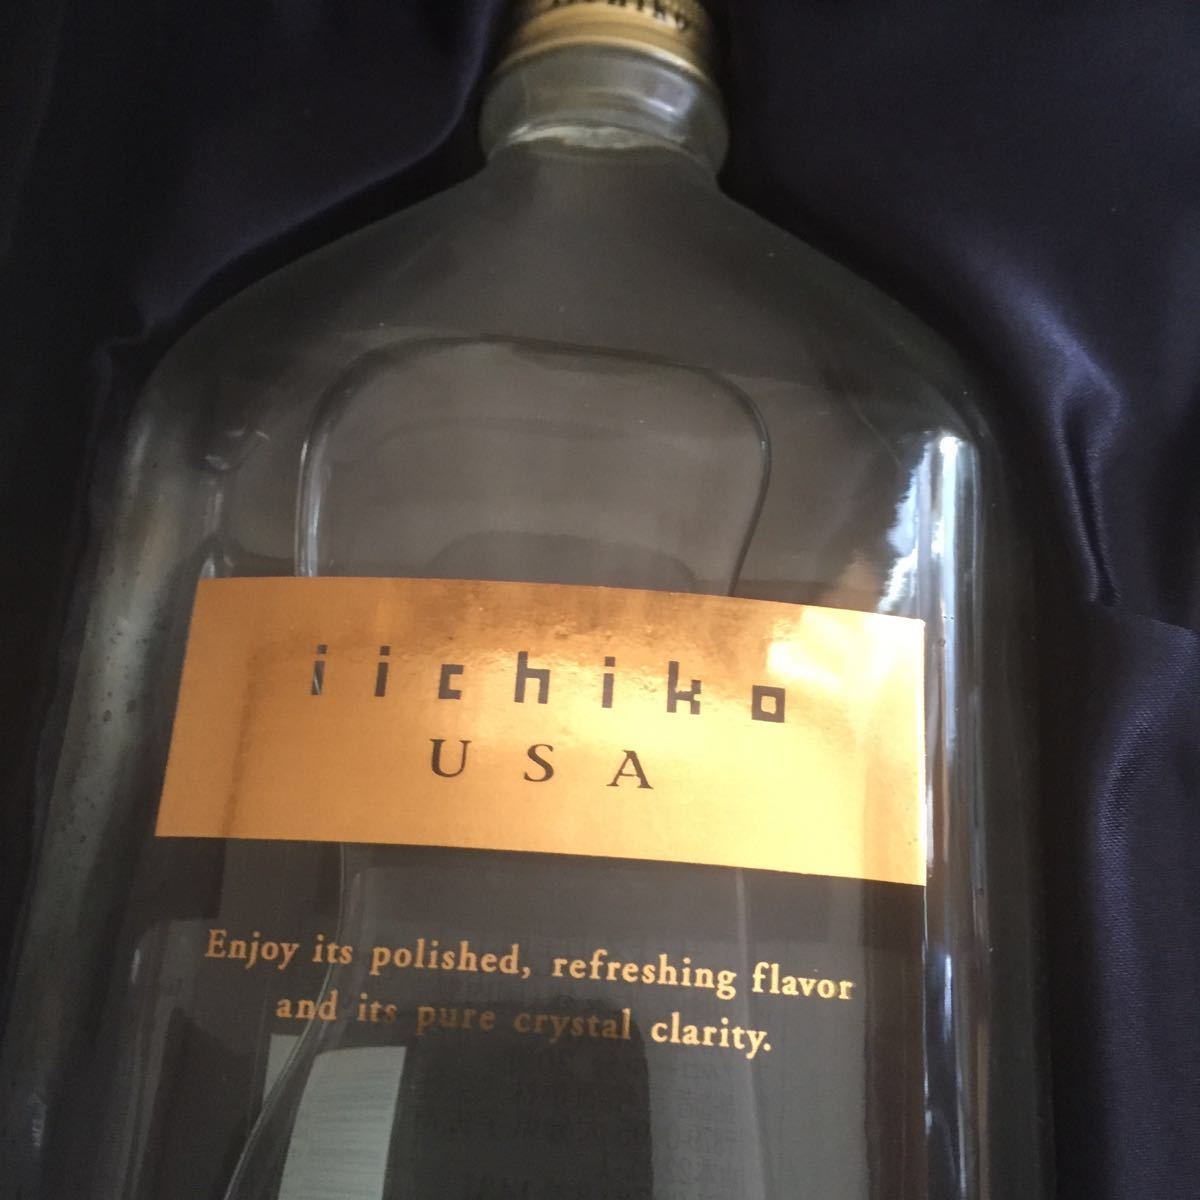 iichiko
USA
Enjoy its polished, refreshing flavor
and its pure crystal clarity.